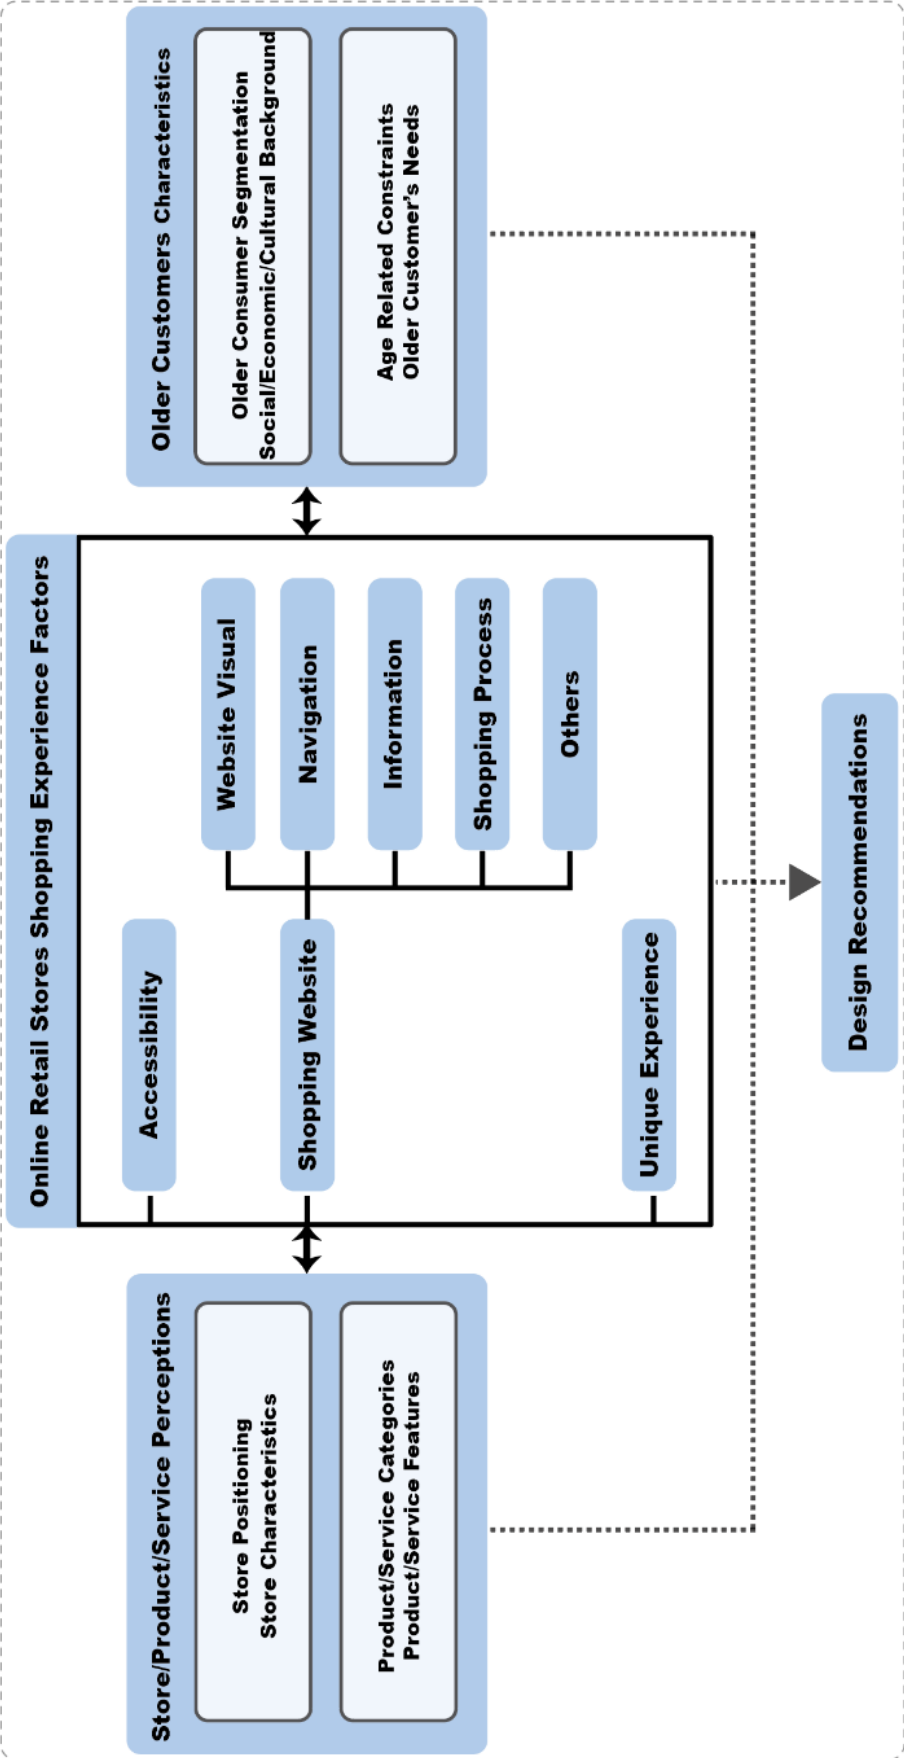 Online Retail Stores Shopping Experience Factors
Store/Product/Service Perceptions
Store Positioning
Store Characteristics
Product/Service Categories
Product/Service Features
Accessibility
Shopping Website
Unique Experience
Website Visual
Navigation
Information
Shopping Process
Others
Older Customers Characteristics
Older Consumer Segmentation
Social/Economic/Cultural Background
Age Related Constraints
Older Customer's Needs
Design Recommendations